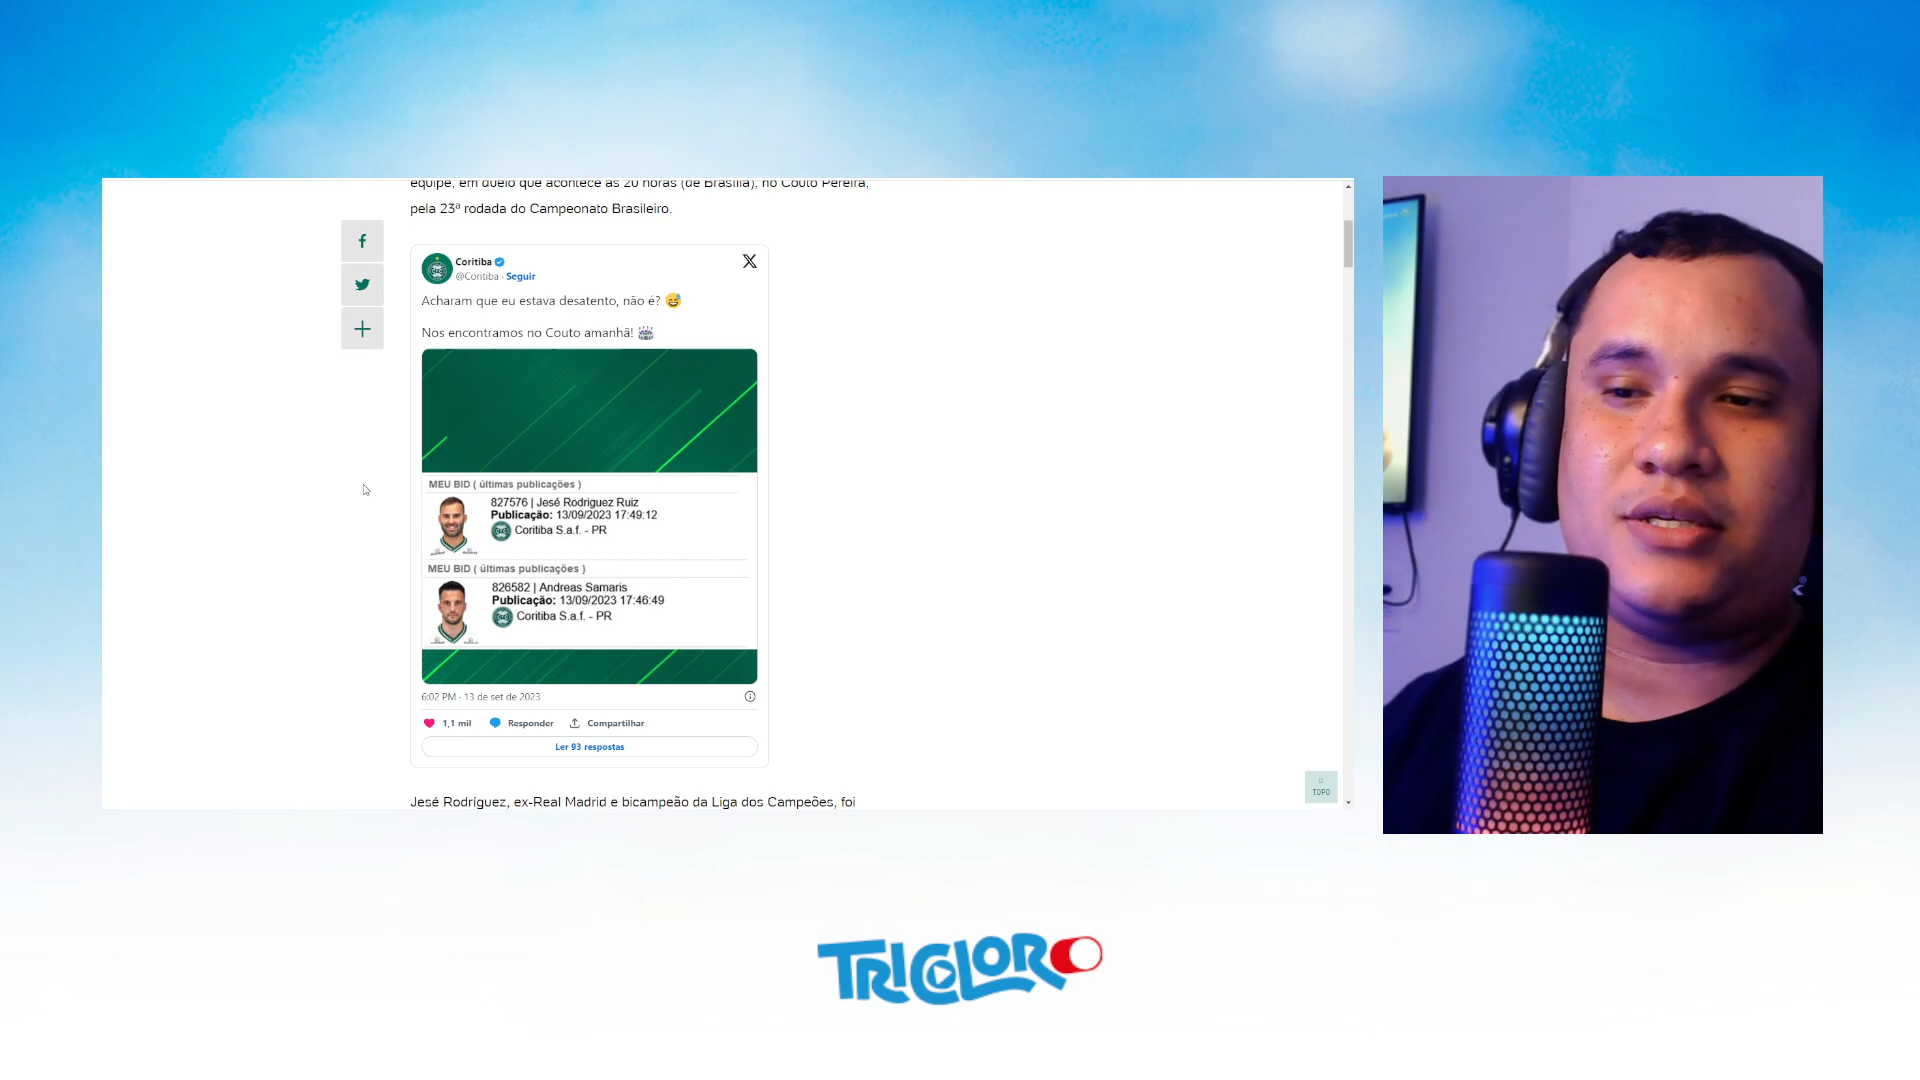 equipe, em duelo que acontece às 20 horas (de Brasília), no Couto Pereira,
pela 23ª rodada do Campeonato Brasileiro.
Coritiba
@Coritiba · Seguir
Acharam que eu estava desatento, não é? 😅
Nos encontramos no Couto amanhã! 🏟️
MEU BID ( últimas publicações )
827576 | Jesé Rodriguez Ruiz
Publicação: 13/09/2023 17:49:12
Coritiba S.a.f. - PR
MEU BID ( últimas publicações )
826582 | Andreas Samaris
Publicação: 13/09/2023 17:46:49
Coritiba S.a.f. - PR
6:02 PM · 13 de set de 2023
1,1 mil Responder Compartilhar
Ler 93 respostas
TOPO
Jesé Rodríguez, ex-Real Madrid e bicampeão da Liga dos Campeões, foi
TRICOLOR